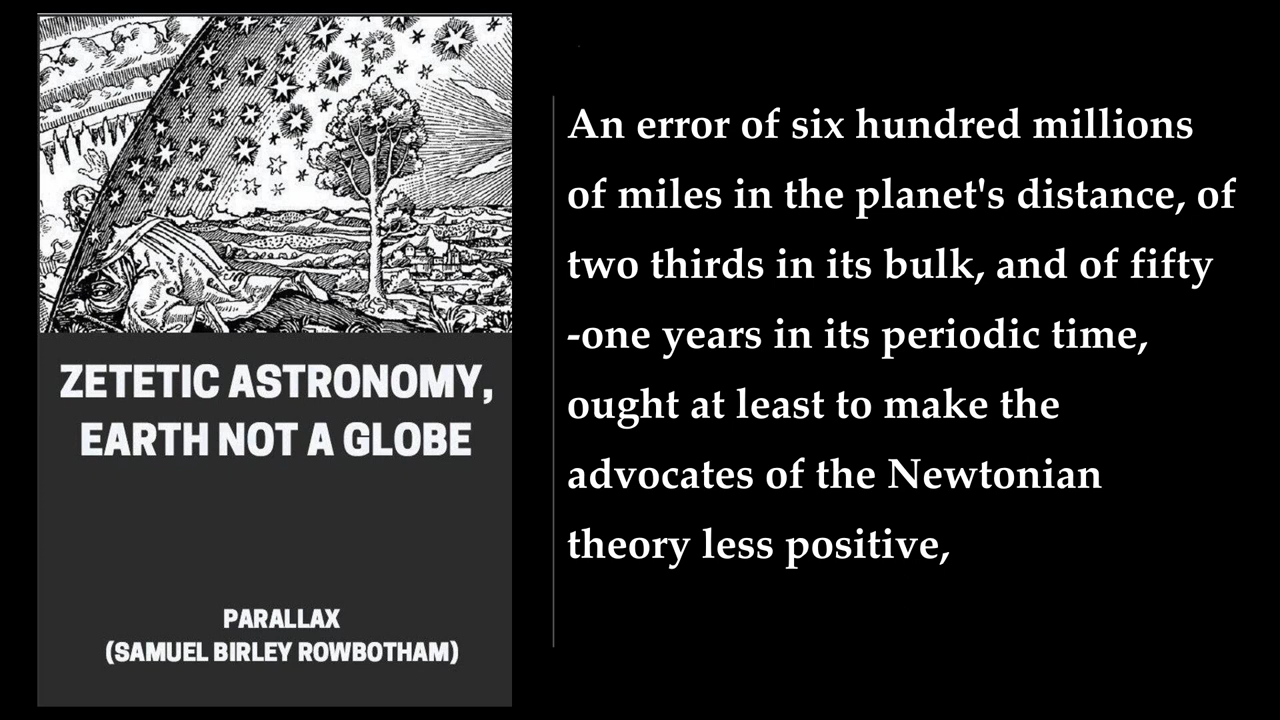 ZETETIC ASTRONOMY,
EARTH NOT A GLOBE
PARALLAX
(SAMUEL BIRLEY ROWBOTHAM)
An error of six hundred millions
of miles in the planet's distance, of
two thirds in its bulk, and of fifty
-one years in its periodic time,
ought at least to make the
advocates of the Newtonian
theory less positive,